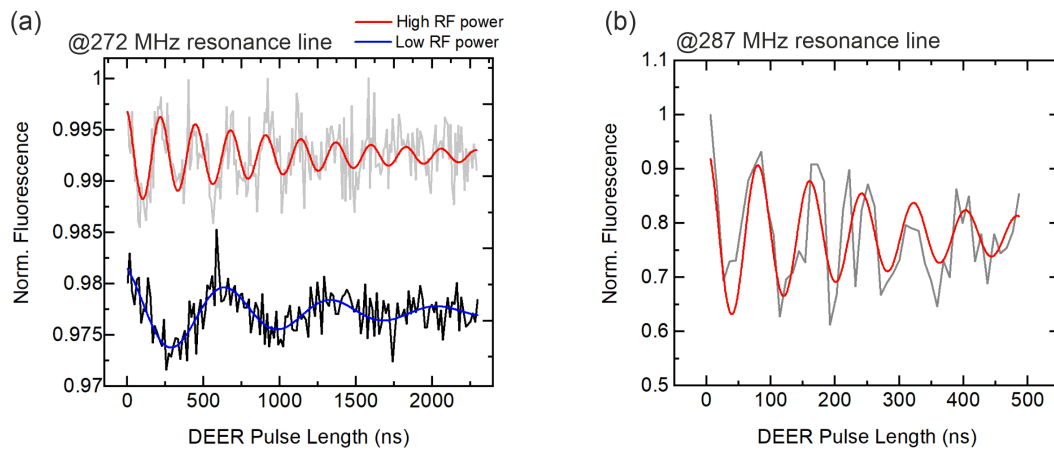 (a)
High RF power
Low RF power
@272 MHz resonance line
1
0.995
0.99
0.985
0.98
0.975
0.97
Norm. Fluorescence
0 500 1000 1500 2000
DEER Pulse Length (ns)
(b)
@287 MHz resonance line
1.1
1
0.9
0.8
0.7
0.6
0.5
Norm. Fluorescence
0 100 200 300 400 500
DEER Pulse Length (ns)